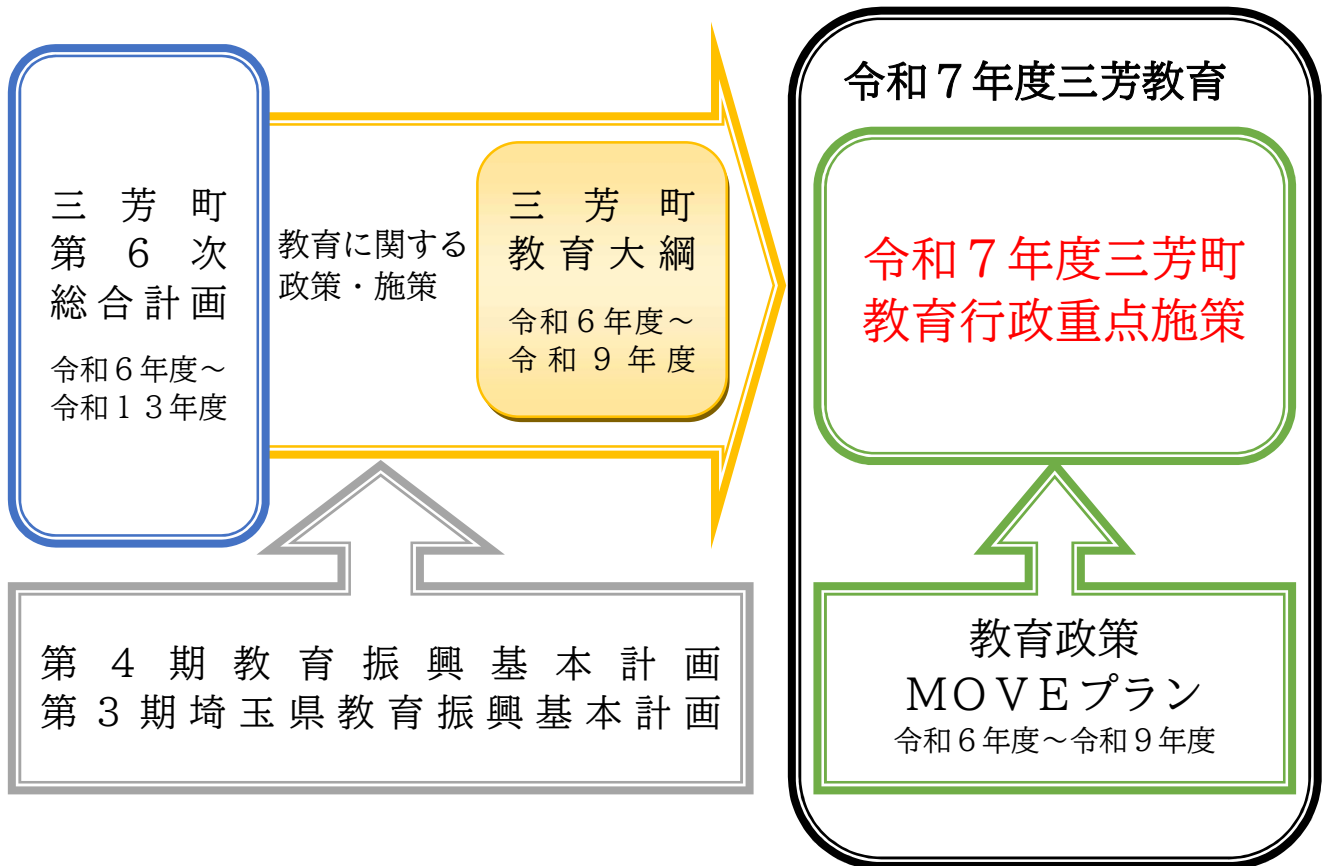 三芳町
第６次
総合計画
令和６年度～
令和１３年度
教育に関する
政策・施策
三芳町
教育大綱
令和６年度～
令和９年度
令和７年度三芳教育
令和７年度三芳町
教育行政重点施策
第４期教育振興基本計画
第３期埼玉県教育振興基本計画
教育政策
ＭＯＶＥプラン
令和６年度～令和９年度